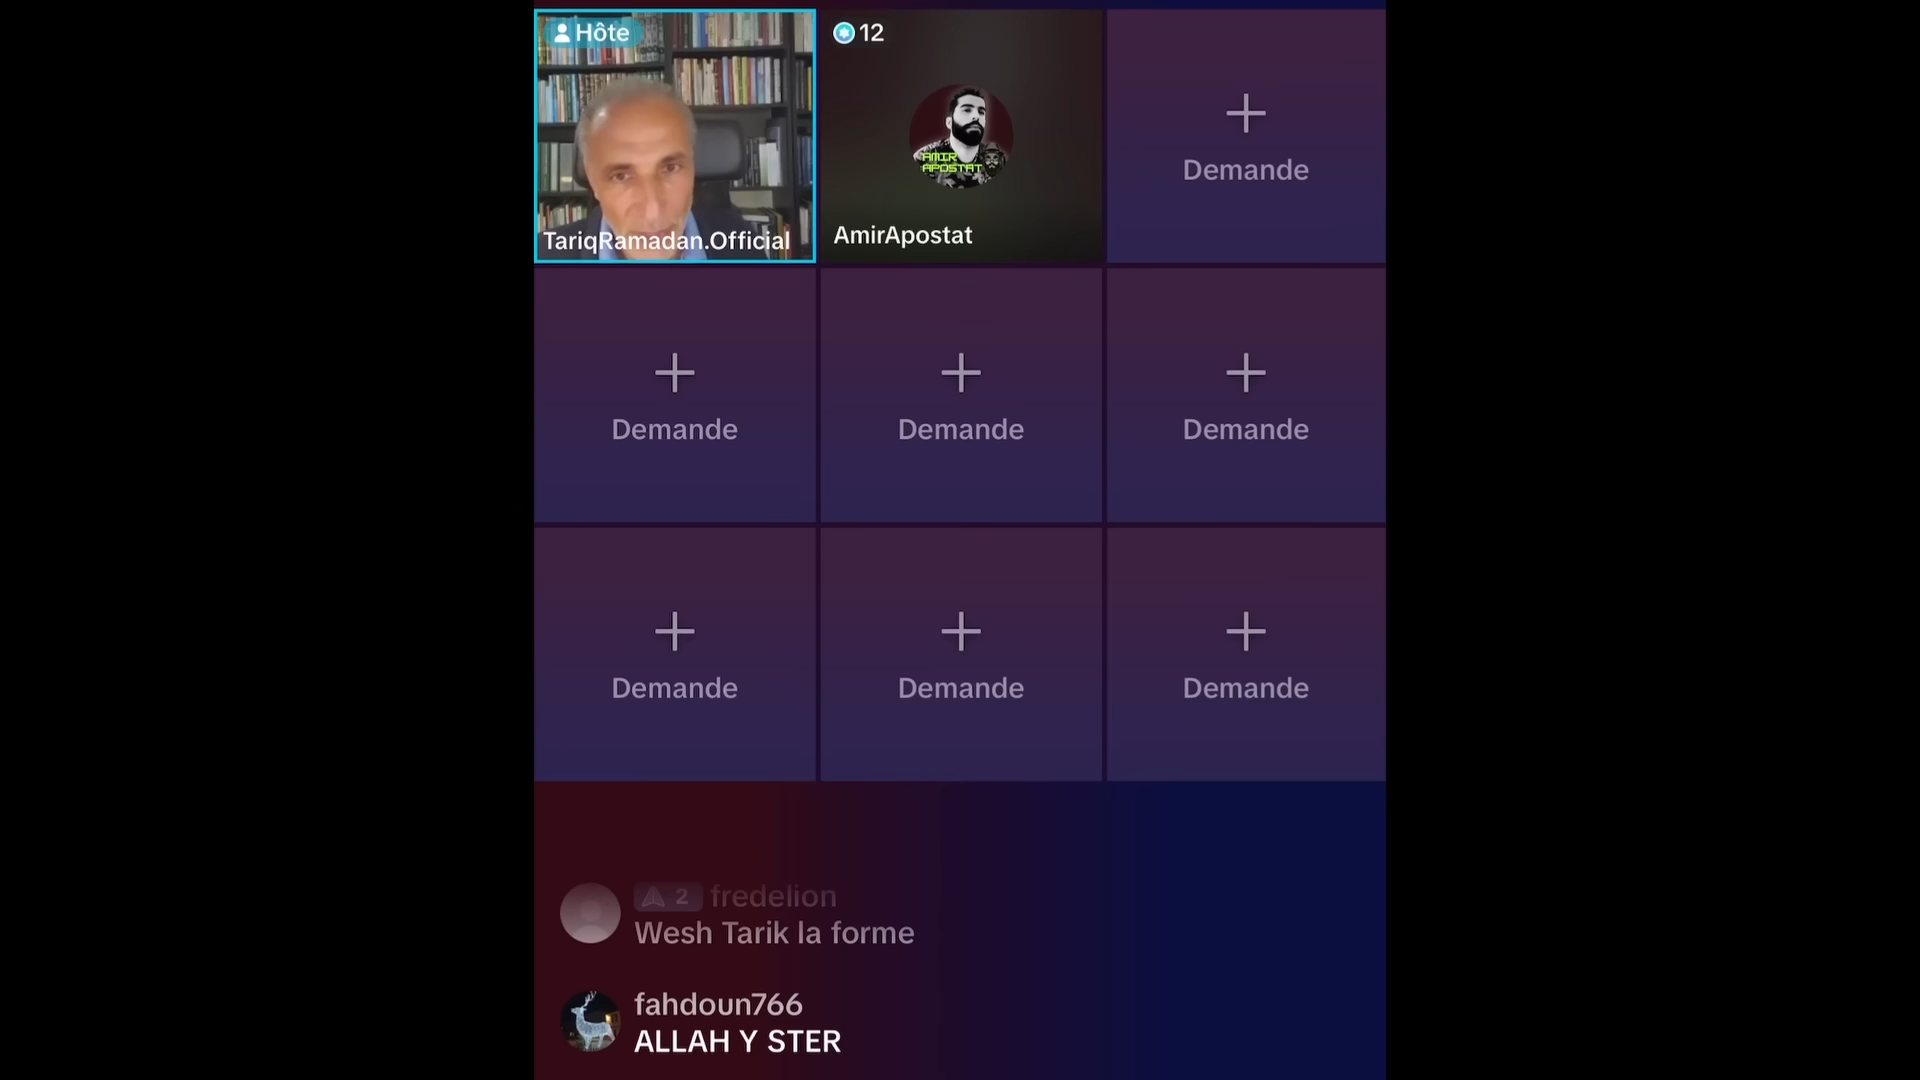 Hôte
TariqRamadan.Official
12
AMIR
APOSTAT
AmirApostat
Demande
Demande
Demande
Demande
Demande
Demande
Demande
2 fredelion
Wesh Tarik la forme
fahdoun766
ALLAH Y STER